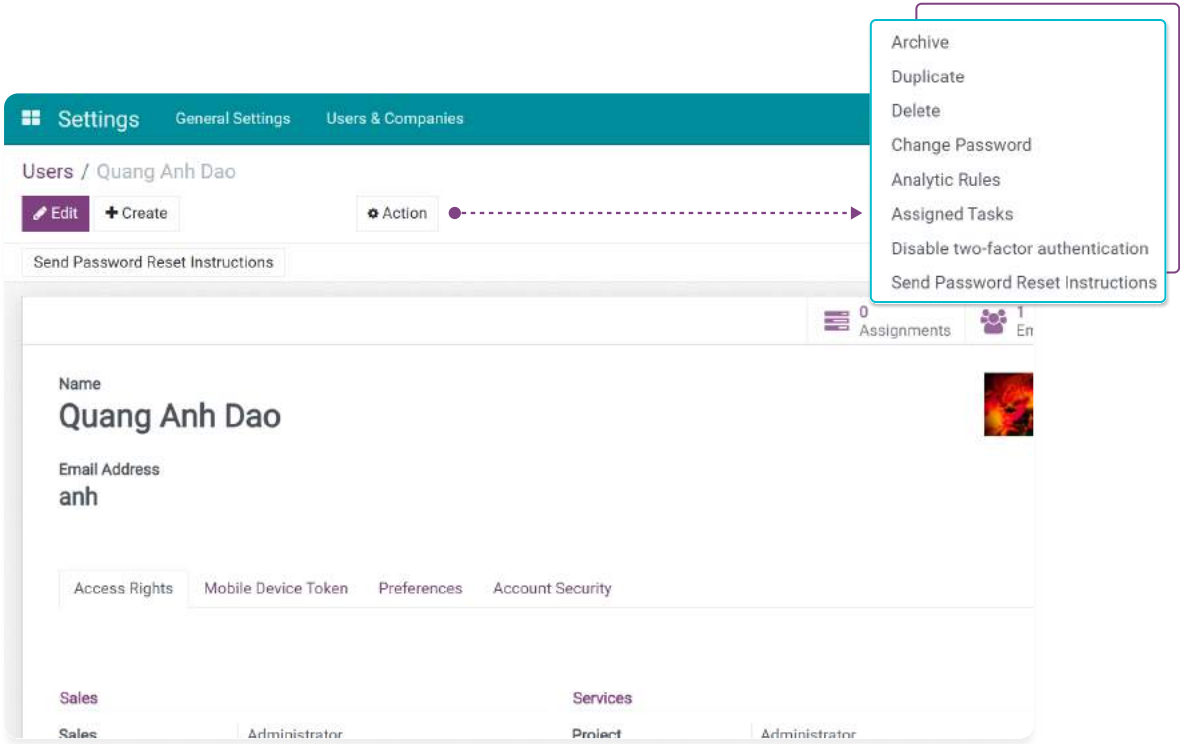 Settings General Settings Users & Companies
Users / Quang Anh Dao
Edit Create Action
Send Password Reset Instructions
Archive
Duplicate
Delete
Change Password
Analytic Rules
Assigned Tasks
Disable two-factor authentication
Send Password Reset Instructions
0
Assignments
1
Em
Name
Quang Anh Dao
Email Address
anh
Access Rights Mobile Device Token Preferences Account Security
Sales Services
Sales Administrator Project Administrator